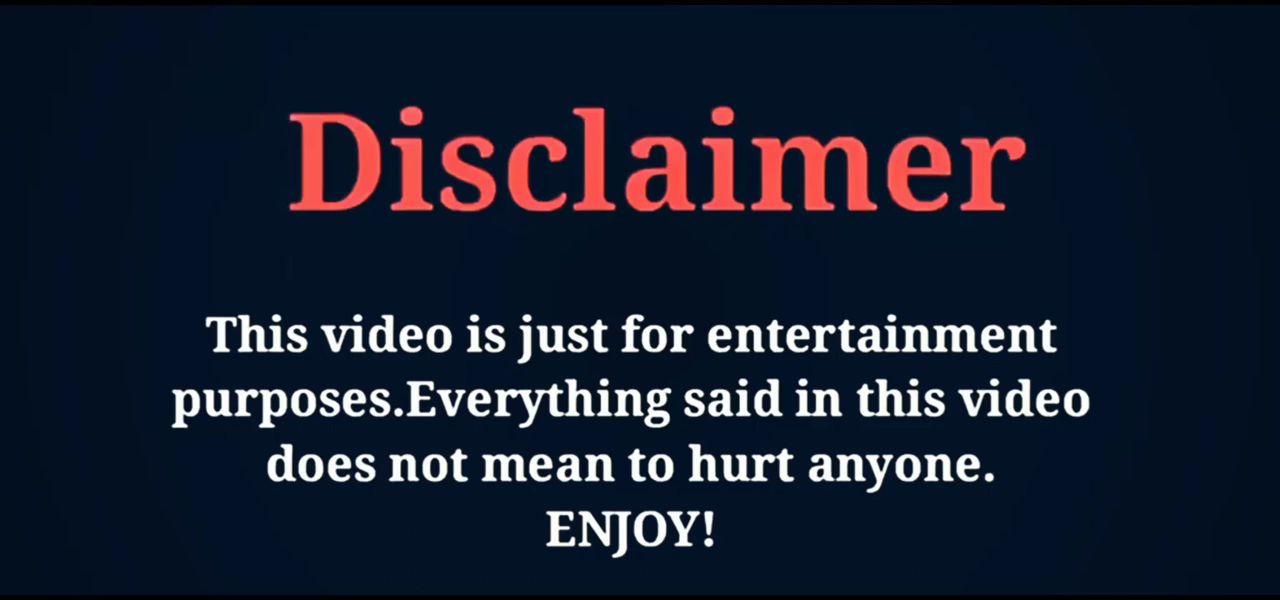 Disclaimer
This video is just for entertainment
purposes.Everything said in this video
does not mean to hurt anyone.
ENJOY!